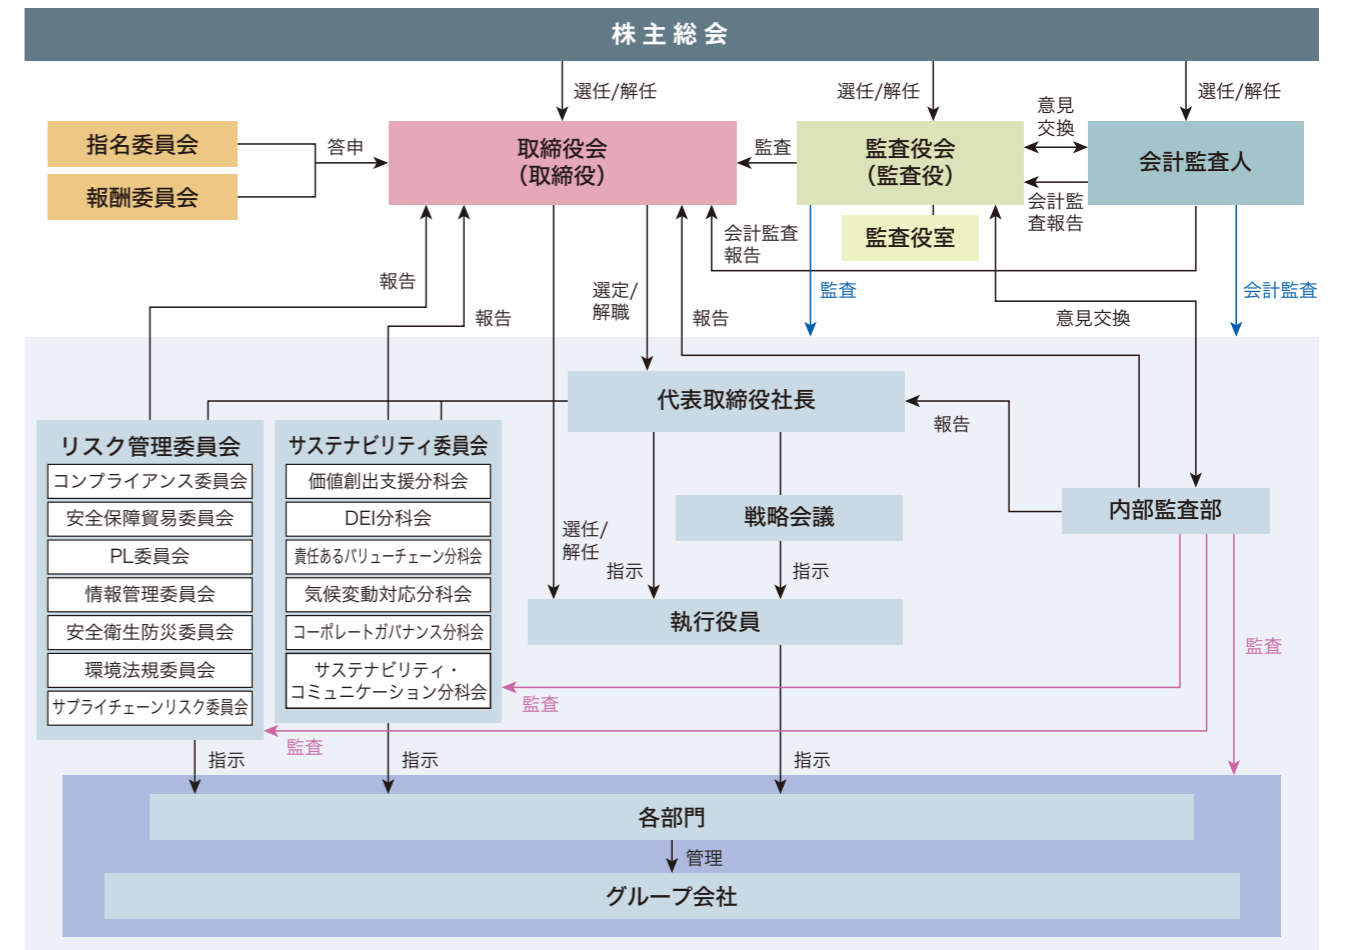 株主総会
選任/解任
選任/解任
選任/解任
指名委員会
報酬委員会
答申
取締役会
（取締役）
監査
監査役会
（監査役）
意見
交換
会計監査人
会計監
査報告
監査役室
会計監査
報告
報告
報告
選定/
解職
報告
監査
意見交換
会計監査
代表取締役社長
報告
リスク管理委員会
コンプライアンス委員会
安全保障貿易委員会
PL委員会
情報管理委員会
安全衛生防災委員会
環境法規委員会
サプライチェーンリスク委員会
サステナビリティ委員会
価値創出支援分科会
DEI分科会
責任あるバリューチェーン分科会
気候変動対応分科会
コーポレートガバナンス分科会
サステナビリティ・
コミュニケーション分科会
戦略会議
内部監査部
選任/
解任
指示
指示
執行役員
監査
監査
監査
指示
指示
指示
各部門
管理
グループ会社